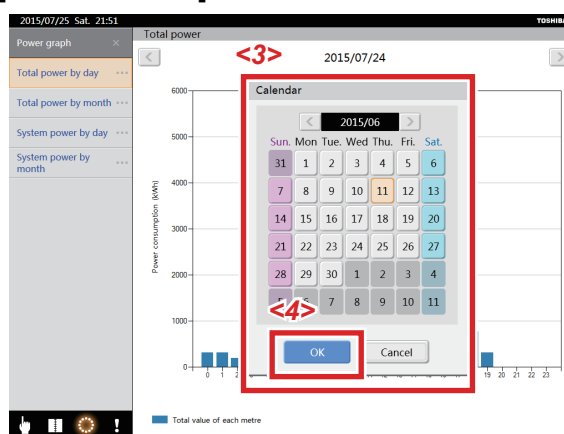 2015/07/25 Sat. 21:51
TOSHIBA
Power graph ×
Total power
Total power by day ...
Total power by month ...
System power by day ...
System power by month ...
<3>
2015/07/24
Calendar
2015/06
Sun. Mon Tue. Wed Thu. Fri. Sat.
31 1 2 3 4 5 6
7 8 9 10 11 12 13
14 15 16 17 18 19 20
21 22 23 24 25 26 27
28 29 30 1 2 3 4
7 8 9 10 11
<4>
OK Cancel
Power consumption (kWh)
6000
5000
4000
3000
2000
1000
0
0 1 19 20 21 22 23
Total value of each metre